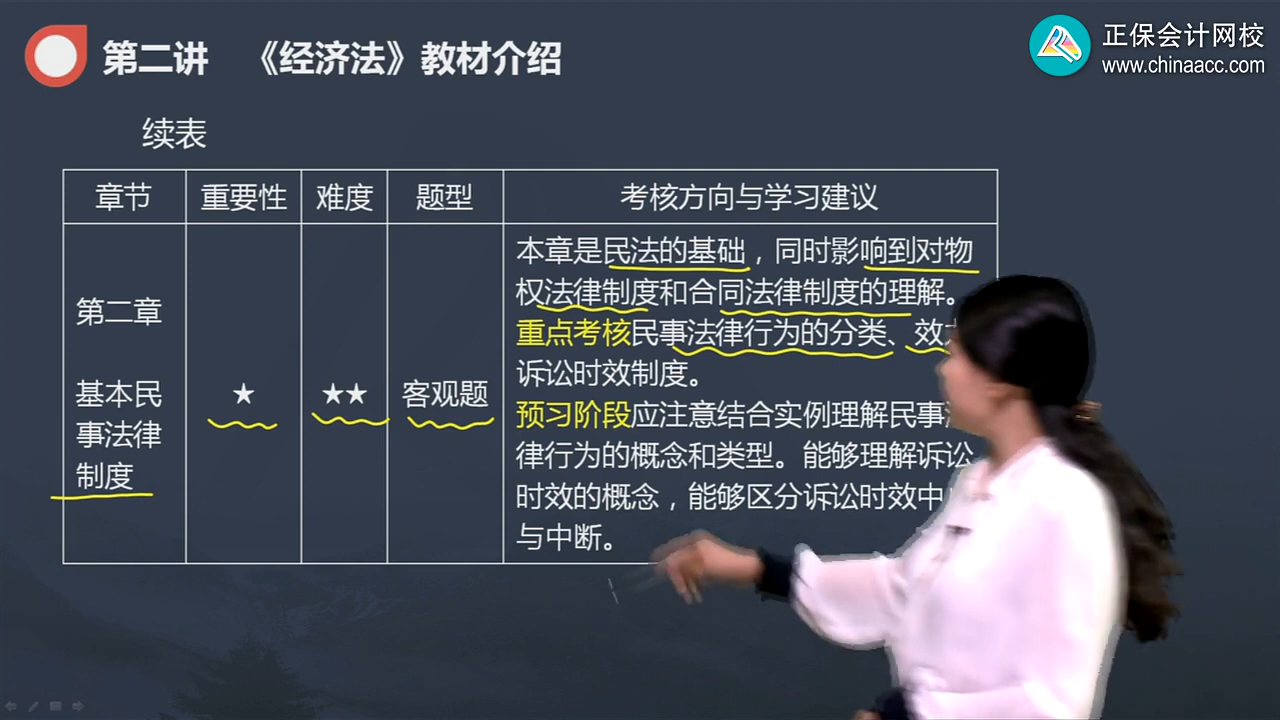 第二讲 《经济法》教材介绍
正保会计网校
www.chinaacc.com
续表
章节 重要性 难度 题型 考核方向与学习建议
第二章
基本民
事法律
制度
★ ★★ 客观题
本章是民法的基础，同时影响到对物
权法律制度和合同法律制度的理解。
重点考核民事法律行为的分类、效
诉讼时效制度。
预习阶段应注意结合实例理解民事
律行为的概念和类型。能够理解诉讼
时效的概念，能够区分诉讼时效中
与中断。